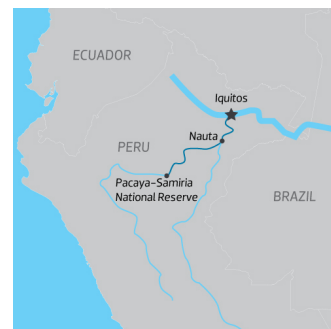 ECUADOR
Iquitos
Nauta
PERU
Pacaya-Samiria
National Reserve
BRAZIL